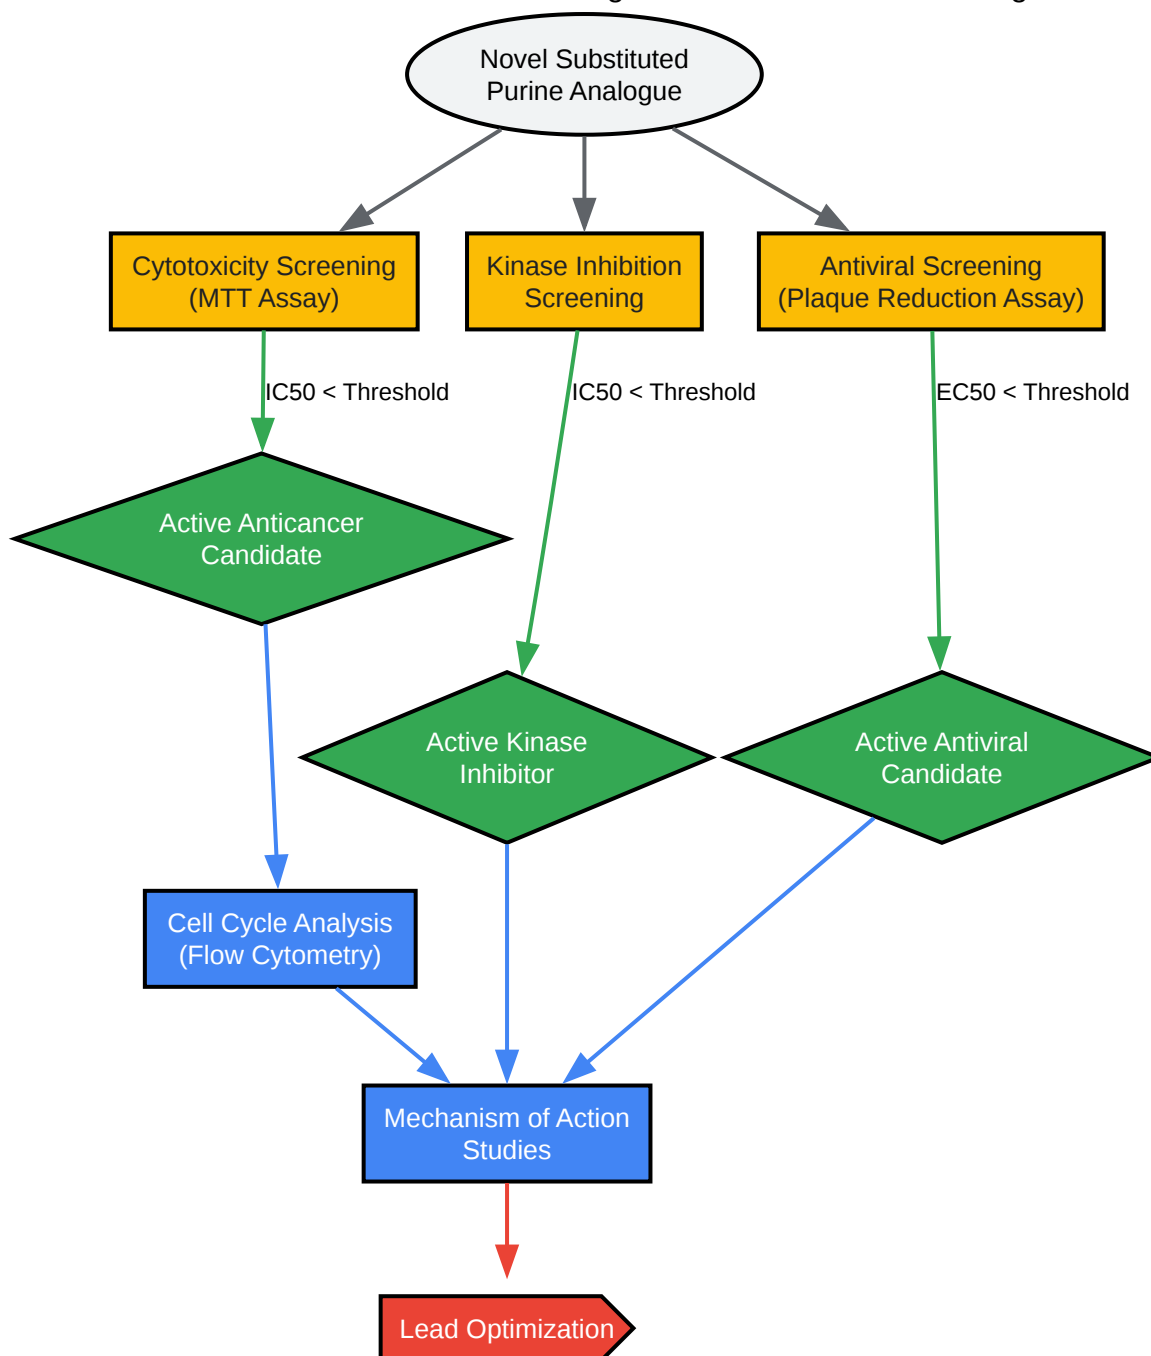 Novel Substituted
Purine Analogue
Cytotoxicity Screening
(MTT Assay)
Kinase Inhibition
Screening
Antiviral Screening
(Plaque Reduction Assay)
IC50 < Threshold
IC50 < Threshold
EC50 < Threshold
Active Anticancer
Candidate
Active Kinase
Inhibitor
Active Antiviral
Candidate
Cell Cycle Analysis
(Flow Cytometry)
Mechanism of Action
Studies
Lead Optimization